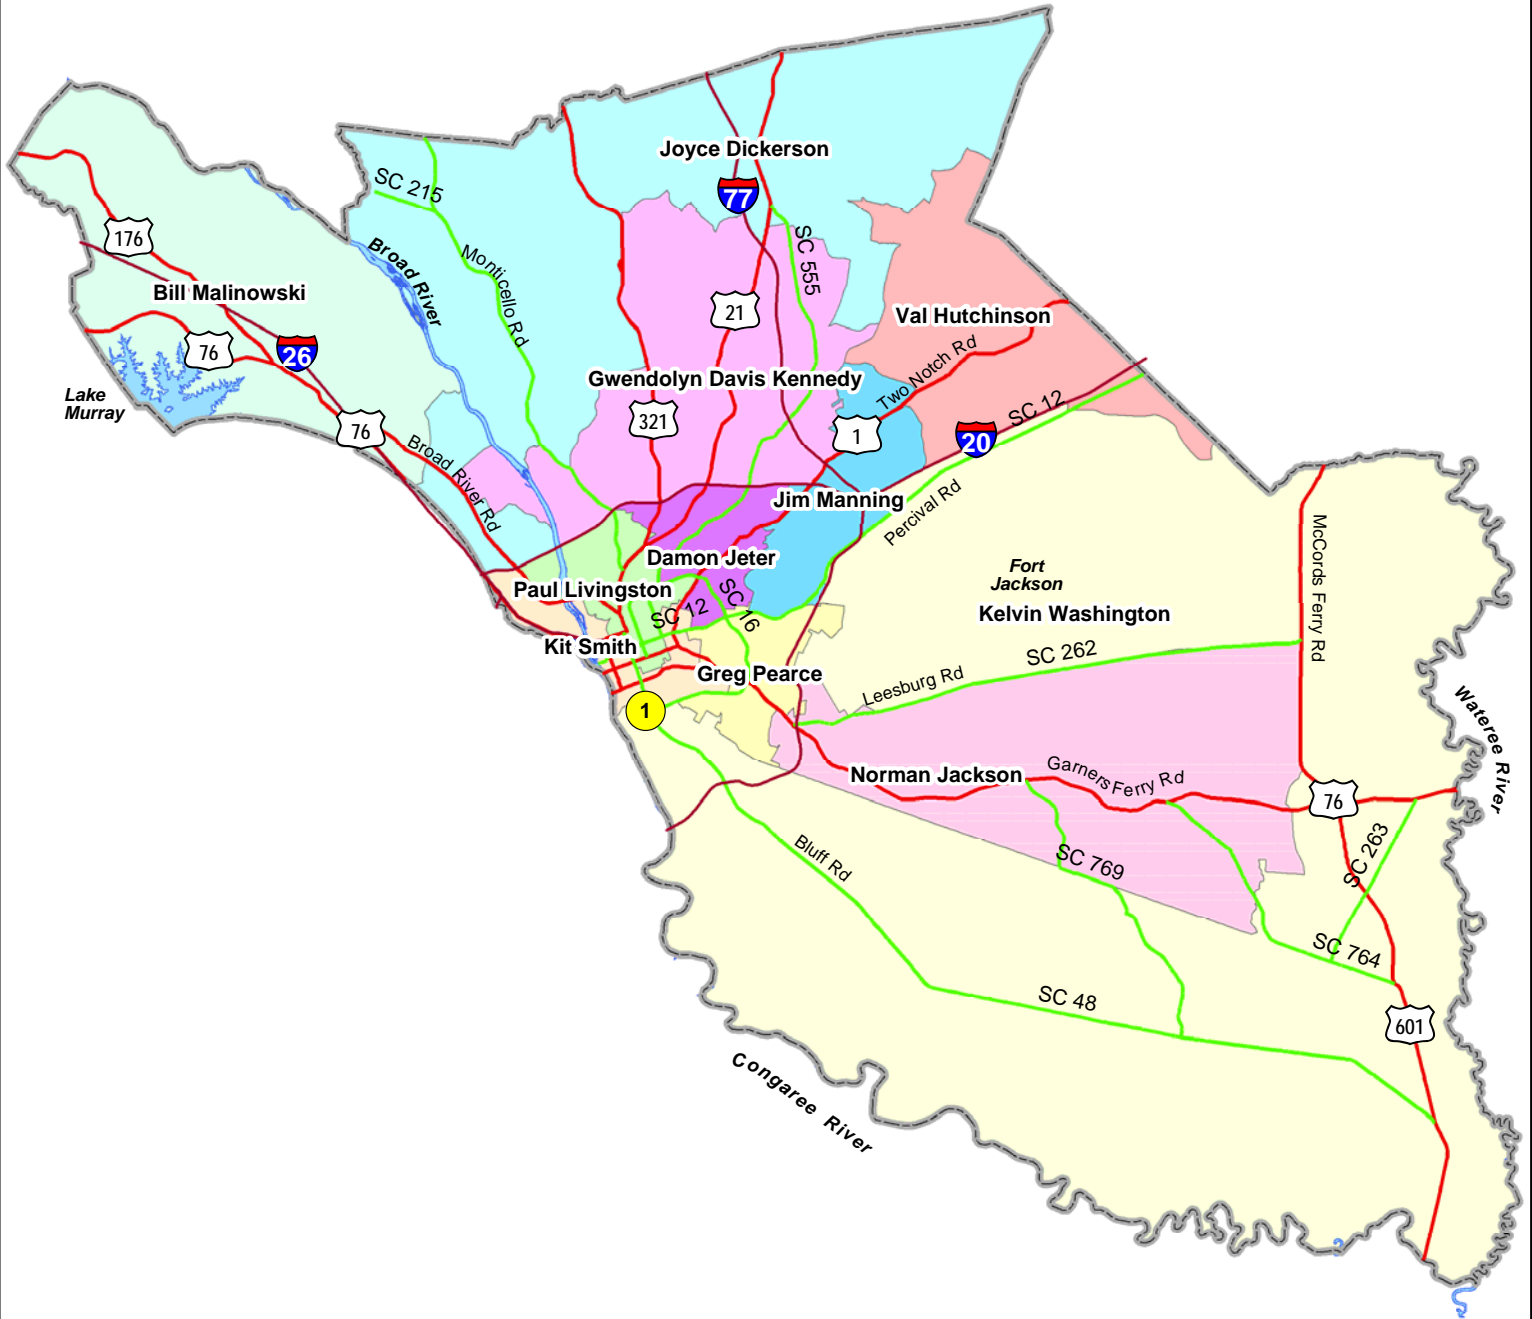 Joyce Dickerson
SC 215
77
176
Broad River
Monticello Rd
SC 555
Bill Malinowski
21
Val Hutchinson
76
26
Two Notch Rd
Gwendolyn Davis Kennedy
Lake
Murray
321
1
SC 12
20
76
Broad River Rd
Jim Manning
Percival Rd
McCords Ferry Rd
Damon Jeter
Fort
Jackson
Paul Livingston
SC 16
SC 12
Kelvin Washington
Kit Smith
SC 262
Greg Pearce
Leesburg Rd
1
Wateree River
Norman Jackson
Garners Ferry Rd
76
Bluff Rd
SC 769
SC 263
SC 764
SC 48
601
Congaree River